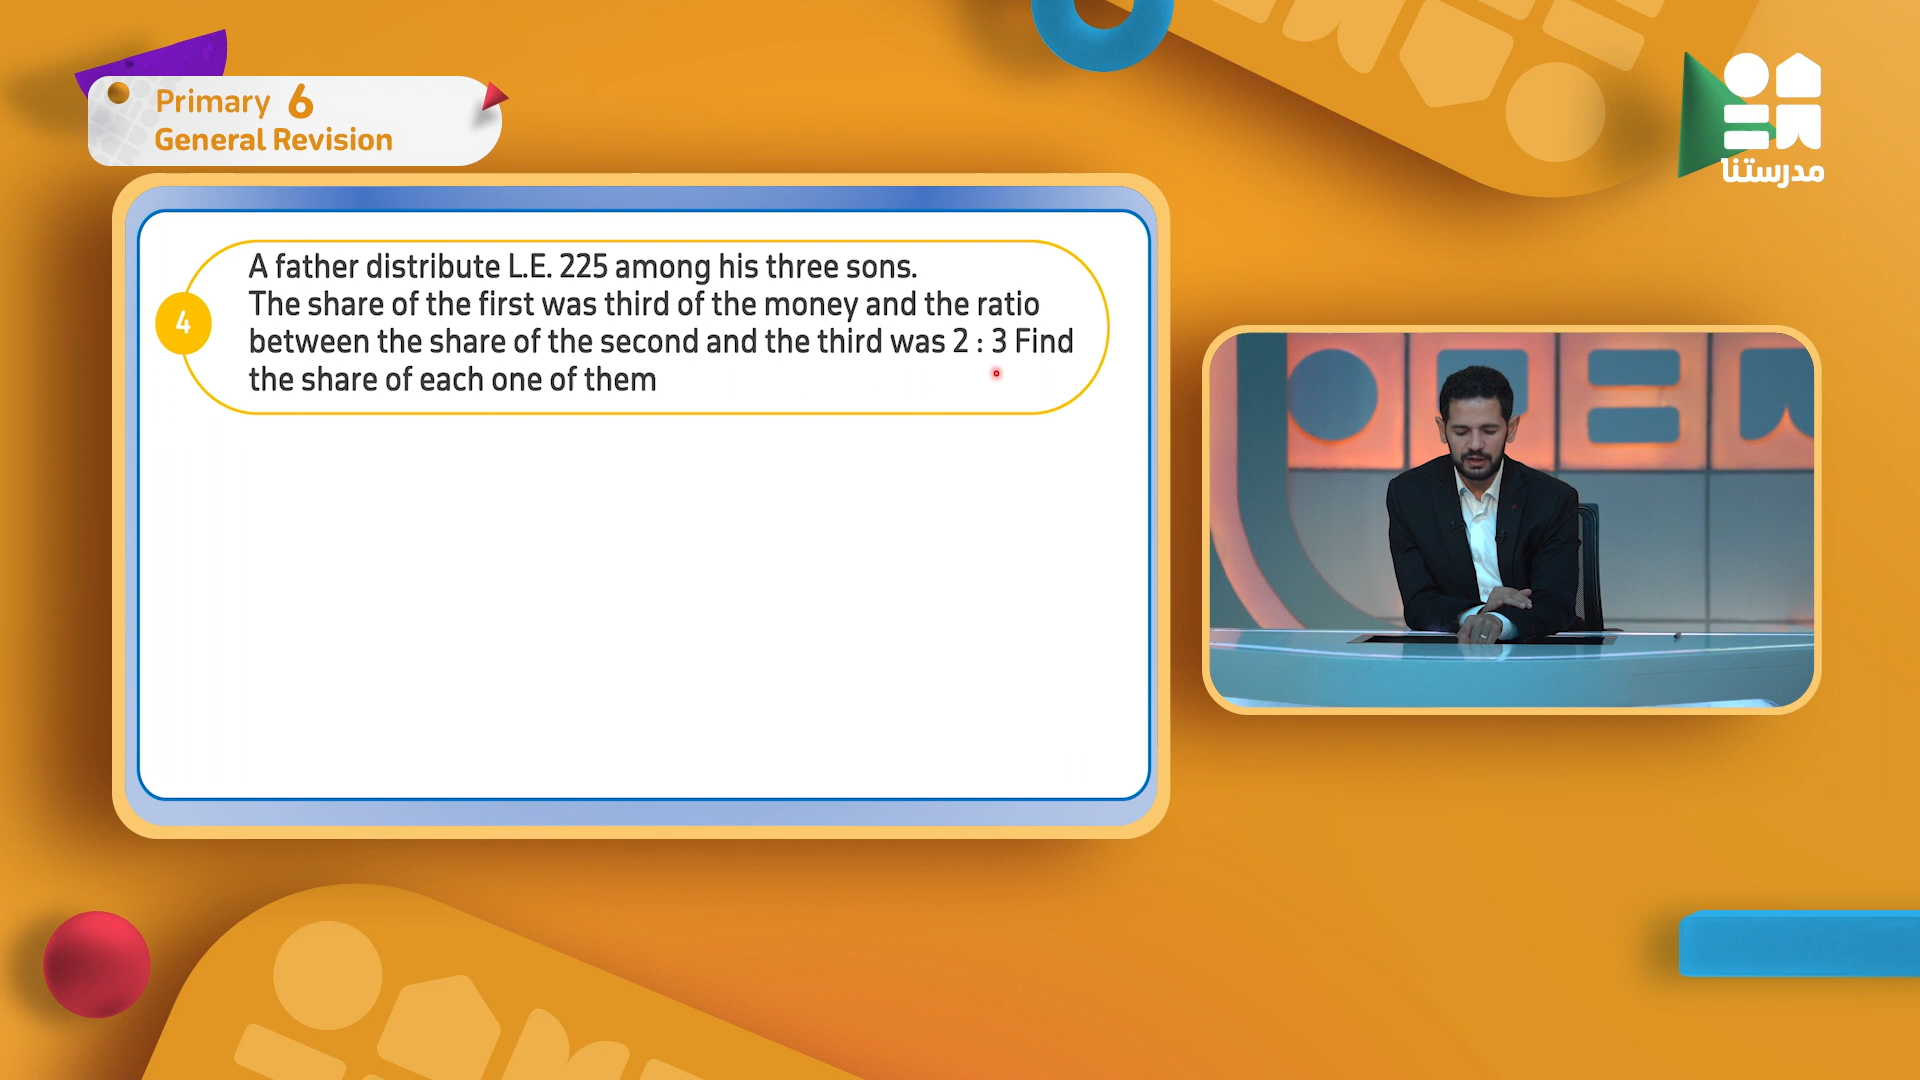 Primary 6
General Revision
مدرستنا
4
A father distribute L.E. 225 among his three sons.
The share of the first was third of the money and the ratio
between the share of the second and the third was 2 : 3 Find
the share of each one of them